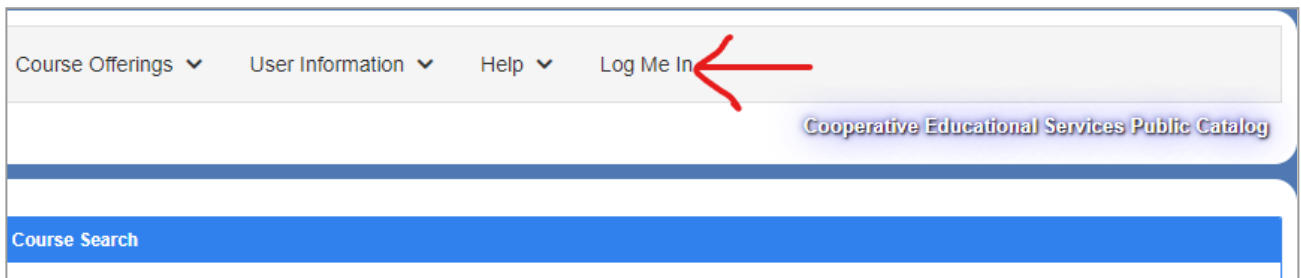 Course Offerings User Information Help Log Me In
Cooperative Educational Services Public Catalog
Course Search